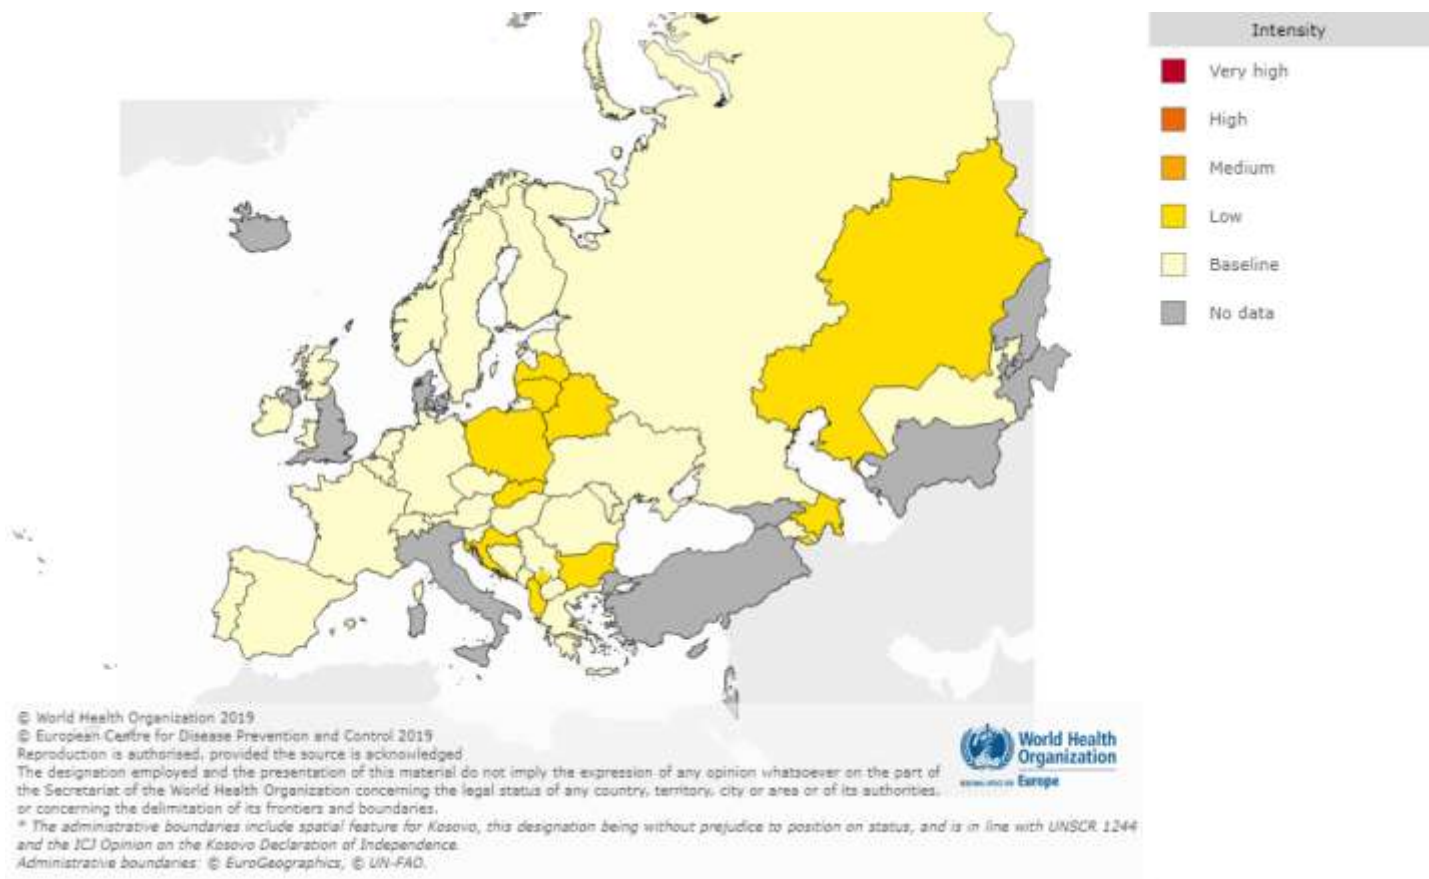 Intensity
Very high
High
Medium
Low
Baseline
No data
© World Health Organization 2019
© European Centre for Disease Prevention and Control 2019
Reproduction is authorised, provided the source is acknowledged
The designation employed and the presentation of this material do not imply the expression of any opinion whatsoever on the part of
the Secretariat of the World Health Organization concerning the legal status of any country, territory, city or area or of its authorities,
or concerning the delimitation of its frontiers and boundaries.
* The administrative boundaries include spatial feature for Kosovo, this designation being without prejudice to position on status, and is in line with UNSCR 1244
and the ICJ Opinion on the Kosovo Declaration of Independence.
Administrative boundaries: © EuroGeographics, © UN-FAO.
World Health
Organization
Europe